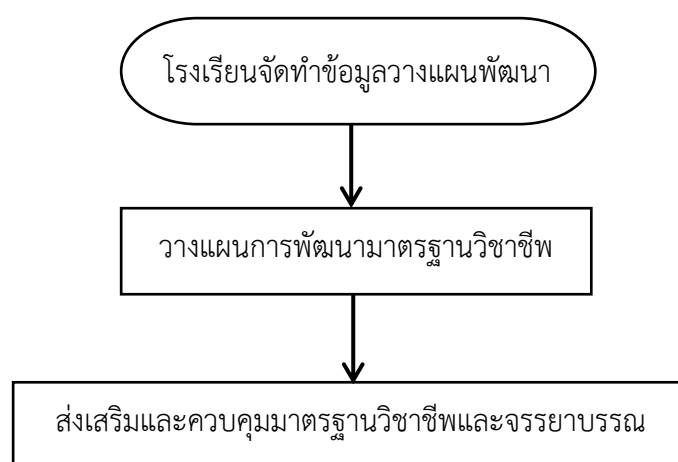 โรงเรียนจัดทำข้อมูลวางแผนพัฒนา
วางแผนการพัฒนามาตรฐานวิชาชีพ
ส่งเสริมและควบคุมมาตรฐานวิชาชีพและจรรยาบรรณ